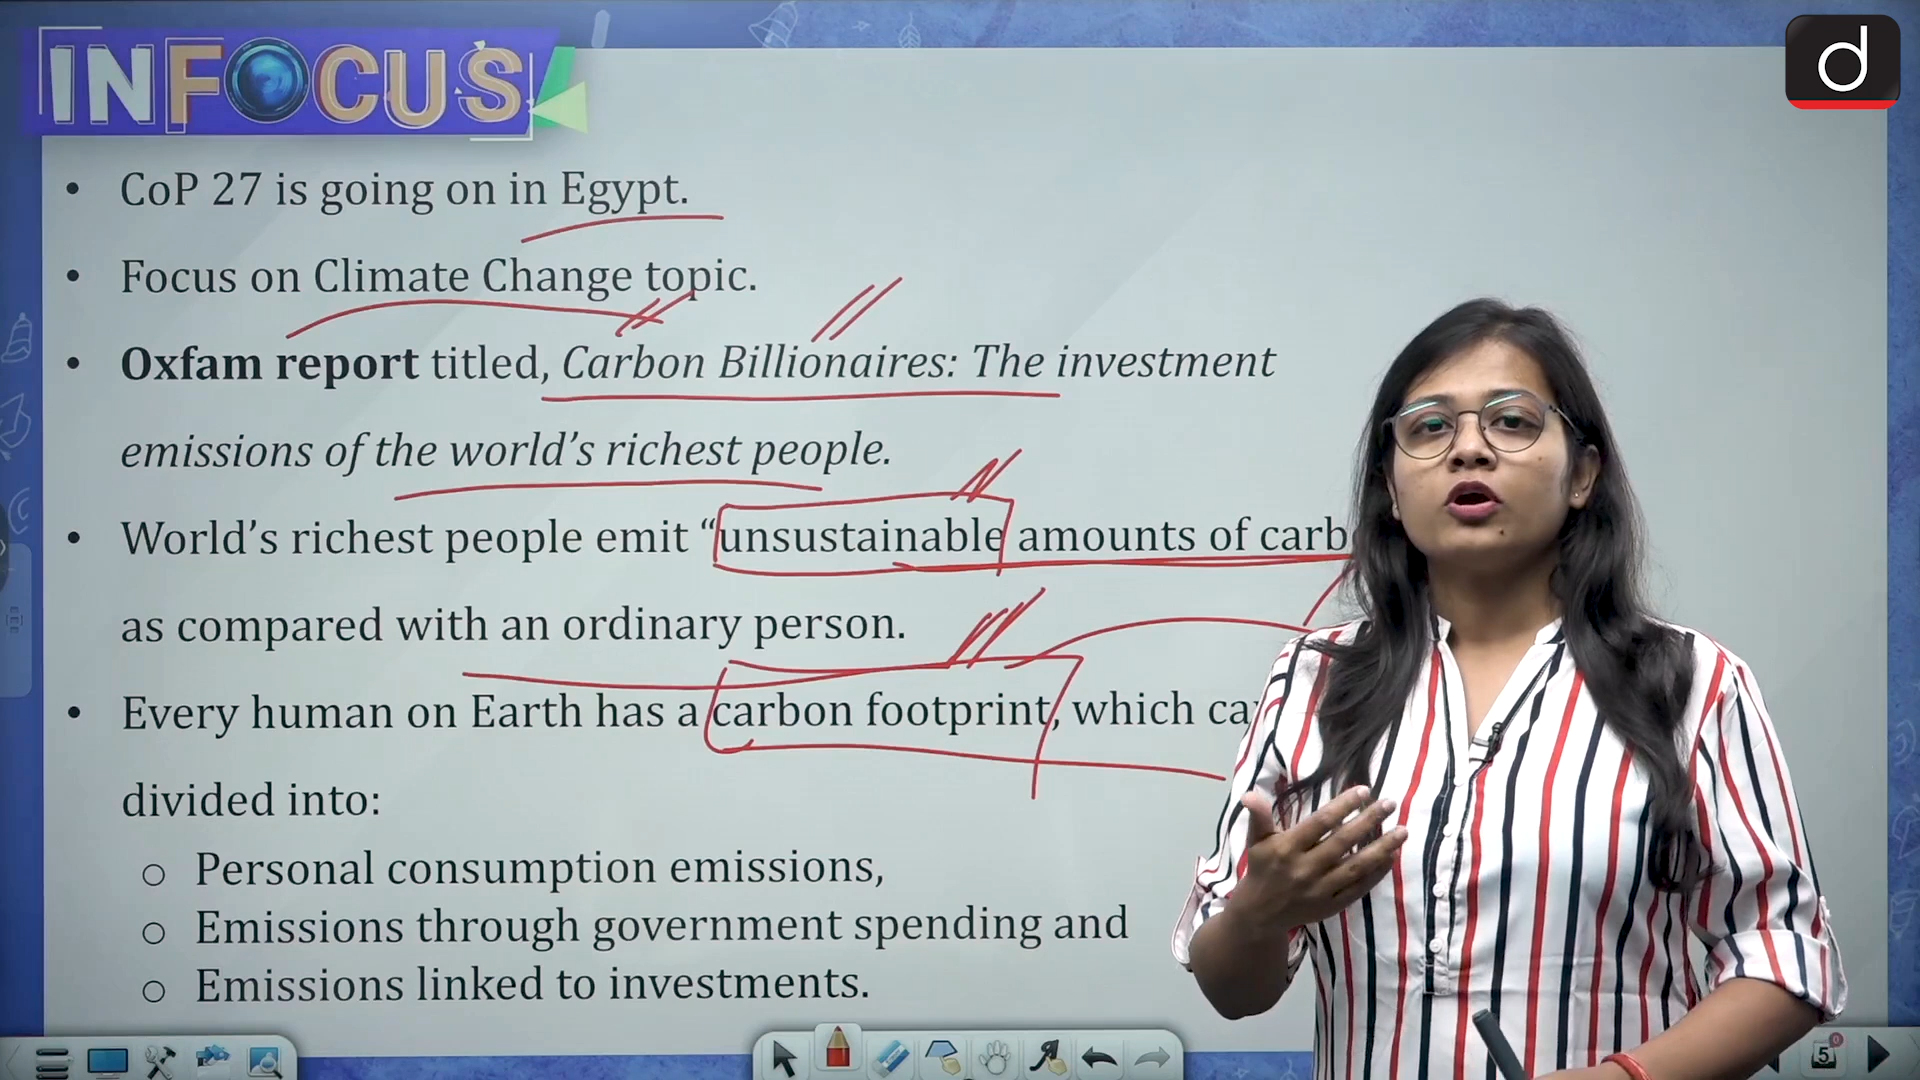 INFOCUS
d
• CoP 27 is going on in Egypt.
• Focus on Climate Change topic.
• Oxfam report titled, Carbon Billionaires: The investment
emissions of the world’s richest people.
• World’s richest people emit “unsustainable amounts of carb
as compared with an ordinary person.
• Every human on Earth has a carbon footprint, which ca
divided into:
o Personal consumption emissions,
o Emissions through government spending and
o Emissions linked to investments.
5
0